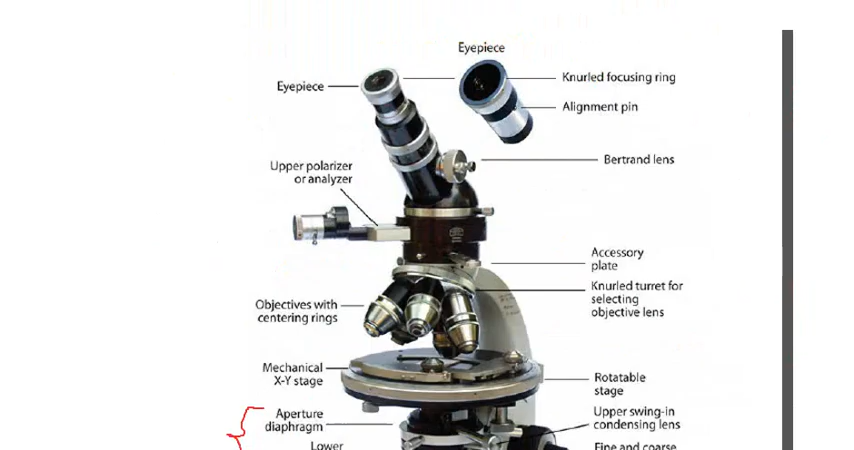 Eyepiece
Eyepiece
Knurled focusing ring
Alignment pin
Bertrand lens
Upper polarizer
or analyzer
Accessory
plate
Knurled turret for
selecting
objective lens
Objectives with
centering rings
Mechanical
X-Y stage
Rotatable
stage
Aperture
diaphragm
Upper swing-in
condensing lens
Lower
Fine and coarse